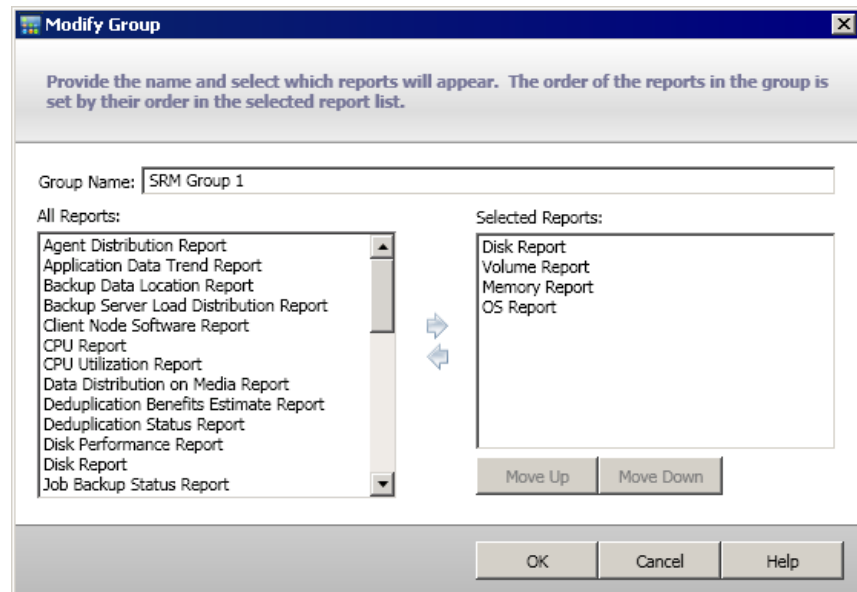 Modify Group
Provide the name and select which reports will appear. The order of the reports in the group is
set by their order in the selected report list.
Group Name: SRM Group 1
All Reports:
Agent Distribution Report
Application Data Trend Report
Backup Data Location Report
Backup Server Load Distribution Report
Client Node Software Report
CPU Report
CPU Utilization Report
Data Distribution on Media Report
Deduplication Benefits Estimate Report
Deduplication Status Report
Disk Performance Report
Disk Report
Job Backup Status Report
Selected Reports:
Disk Report
Volume Report
Memory Report
OS Report
Move Up
Move Down
OK
Cancel
Help